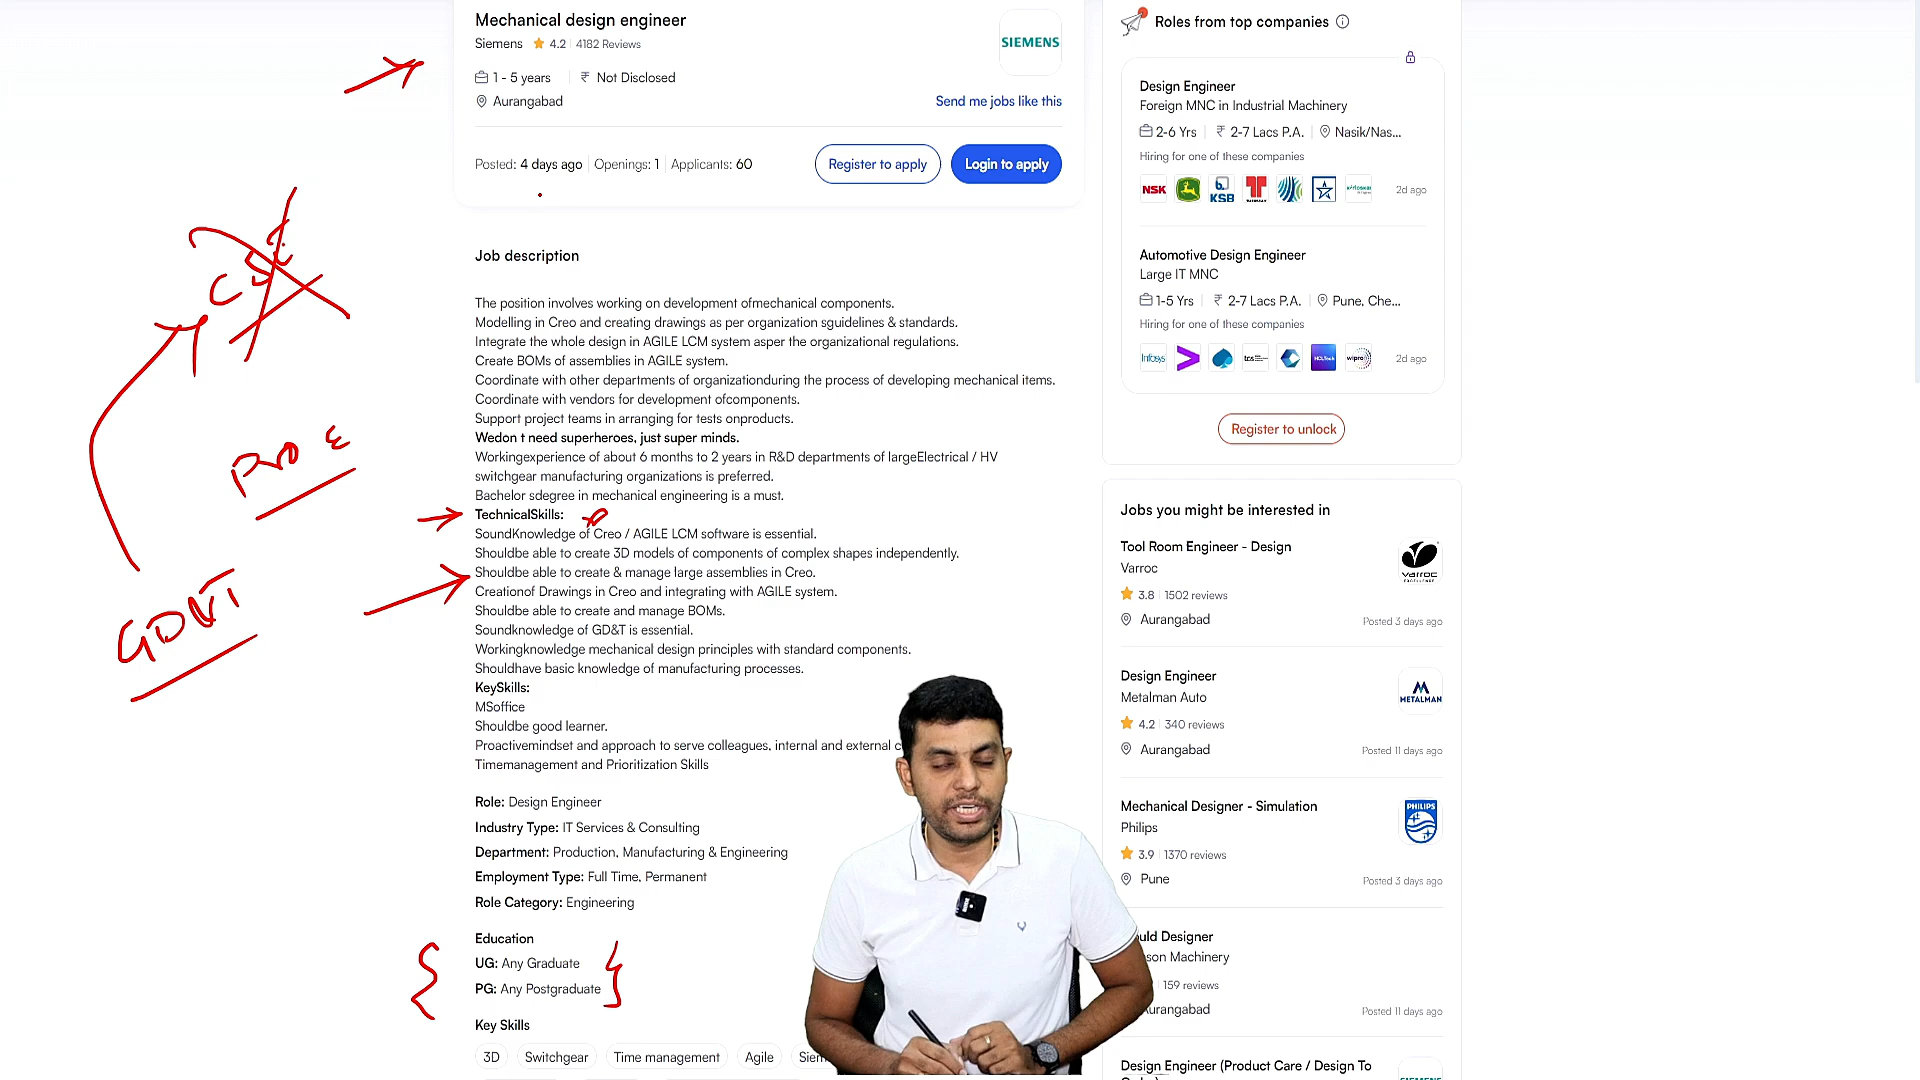 Mechanical design engineer
Siemens 4.2 4182 Reviews
SIEMENS
1 - 5 years ₹ Not Disclosed
Aurangabad
Send me jobs like this
Posted: 4 days ago Openings: 1 Applicants: 60
Register to apply
Login to apply
Job description
The position involves working on development ofmechanical components.
Modelling in Creo and creating drawings as per organization sguidelines & standards.
Integrate the whole design in AGILE LCM system asper the organizational regulations.
Create BOMs of assemblies in AGILE system.
Coordinate with other departments of organizationduring the process of developing mechanical items.
Coordinate with vendors for development ofcomponents.
Support project teams in arranging for tests onproducts.
Wedon t need superheroes, just super minds.
Workingexperience of about 6 months to 2 years in R&D departments of largeElectrical / HV
switchgear manufacturing organizations is preferred.
Bachelor sdegree in mechanical engineering is a must.
TechnicalSkills:
SoundKnowledge of Creo / AGILE LCM software is essential.
Shouldbe able to create 3D models of components of complex shapes independently.
Shouldbe able to create & manage large assemblies in Creo.
Creationof Drawings in Creo and integrating with AGILE system.
Shouldbe able to create and manage BOMs.
Soundknowledge of GD&T is essential.
Workingknowledge mechanical design principles with standard components.
Shouldhave basic knowledge of manufacturing processes.
KeySkills:
MSoffice
Shouldbe good learner.
Proactivemindset and approach to serve colleagues, internal and external
Timemanagement and Prioritization Skills
Role: Design Engineer
Industry Type: IT Services & Consulting
Department: Production, Manufacturing & Engineering
Employment Type: Full Time, Permanent
Role Category: Engineering
Education
UG: Any Graduate
PG: Any Postgraduate
Key Skills
3D Switchgear Time management Agile
Pro E
GDNT
Roles from top companies
Design Engineer
Foreign MNC in Industrial Machinery
2-6 Yrs ₹ 2-7 Lacs P.A. Nasik/Nas...
Hiring for one of these companies
NSK KSB 2d ago
Automotive Design Engineer
Large IT MNC
1-5 Yrs ₹ 2-7 Lacs P.A. Pune, Che...
Hiring for one of these companies
Infosys tcs HCLTech wipro 2d ago
Register to unlock
Jobs you might be interested in
Tool Room Engineer - Design
Varroc
varroc
EXCELLENCE
3.8 1502 reviews
Aurangabad
Posted 3 days ago
Design Engineer
Metalman Auto
METALMAN
4.2 340 reviews
Aurangabad
Posted 11 days ago
Mechanical Designer - Simulation
Philips
PHILIPS
3.9 1370 reviews
Pune
Posted 3 days ago
Designer
Machinery
159 reviews
Posted 11 days ago
Design Engineer (Product Care / Design To